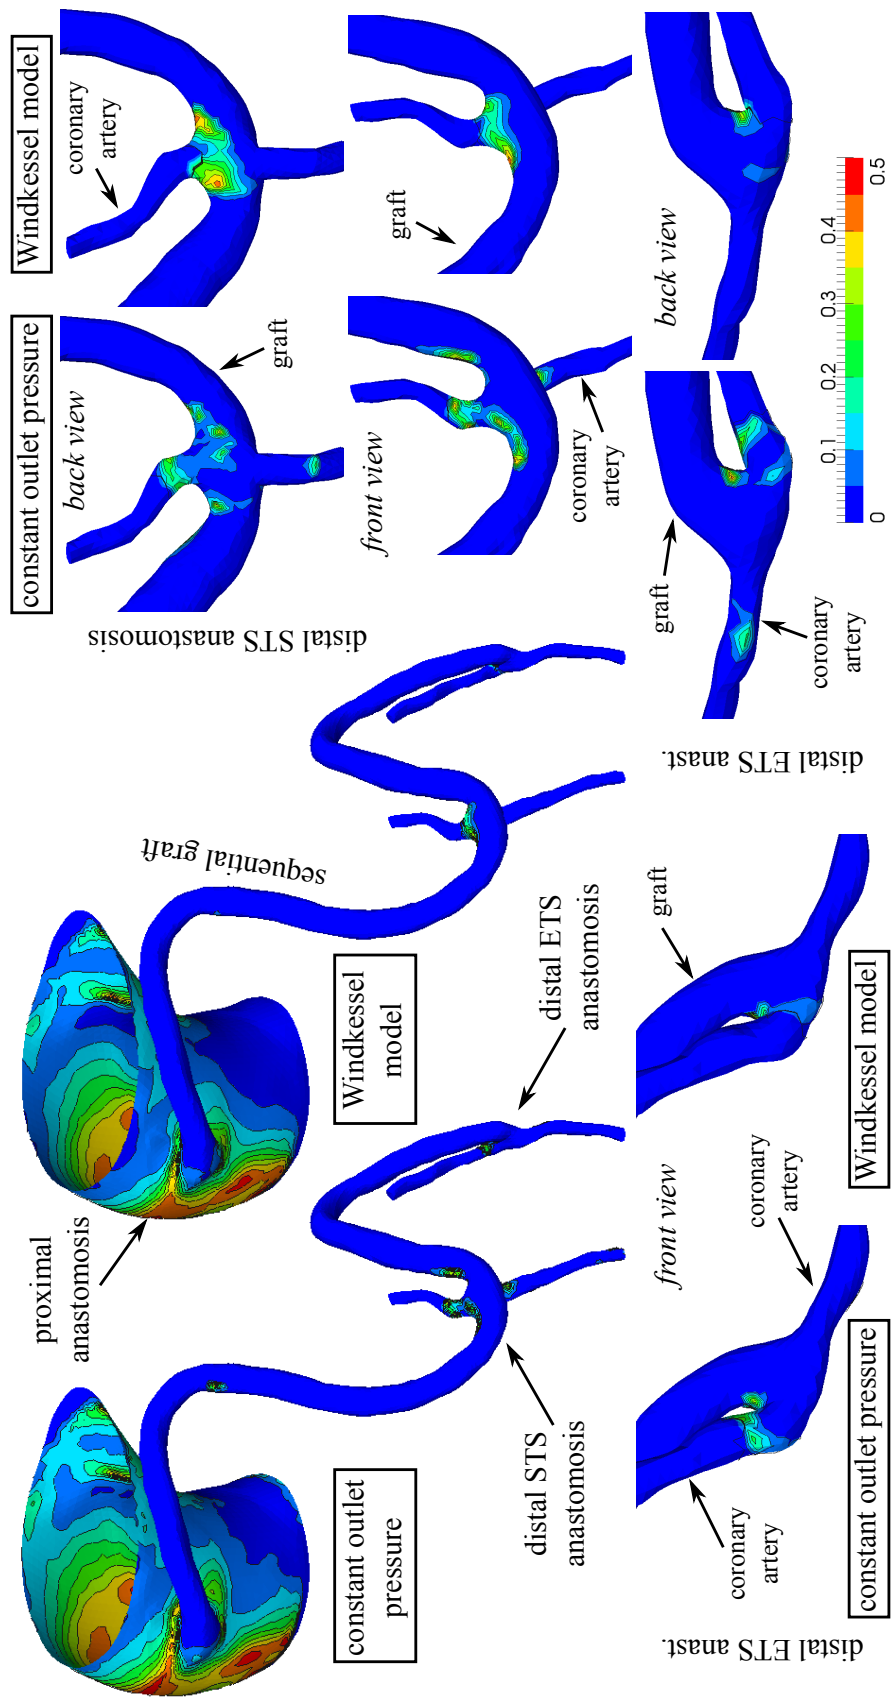 proximal
anastomosis
sequential graft
constant outlet
pressure
Windkessel
model
distal STS
anastomosis
distal ETS
anastomosis
distal ETS anast.
front view
coronary
artery
coronary
artery
graft
constant outlet pressure
Windkessel model
constant outlet pressure
Windkessel model
distal STS anastomosis
back view
graft
coronary
artery
front view
coronary
artery
graft
distal ETS anast.
graft
coronary
artery
back view
0
0.1
0.2
0.3
0.4
0.5